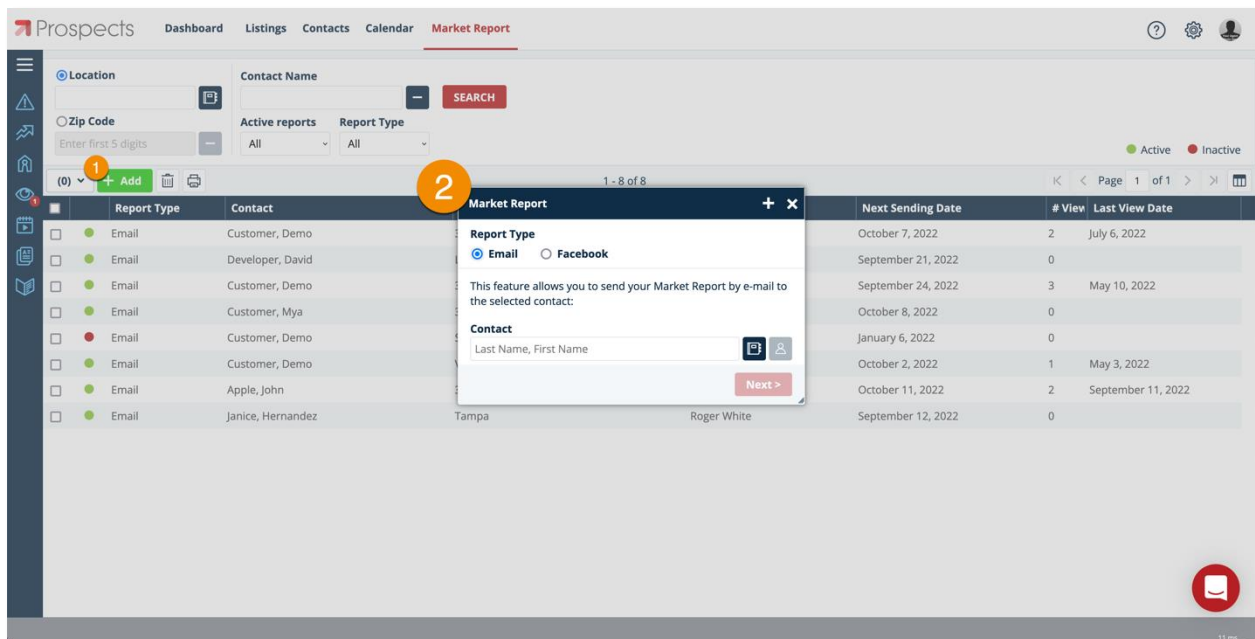 Prospects Dashboard Listings Contacts Calendar Market Report
Location Contact Name
SEARCH
Zip Code Active reports Report Type
Enter first 5 digits All All
Active Inactive
1
(0) + Add 1 - 8 of 8 Page 1 of 1
2
Market Report
Report Type
Email Facebook
This feature allows you to send your Market Report by e-mail to
the selected contact:
Contact
Last Name, First Name
Next >
Report Type Contact Next Sending Date # View Last View Date
Email Customer, Demo October 7, 2022 2 July 6, 2022
Email Developer, David September 21, 2022 0
Email Customer, Demo September 24, 2022 3 May 10, 2022
Email Customer, Mya October 8, 2022 0
Email Customer, Demo January 6, 2022 0
Email Customer, Demo October 2, 2022 1 May 3, 2022
Email Apple, John October 11, 2022 2 September 11, 2022
Email Janice, Hernandez Tampa Roger White September 12, 2022 0